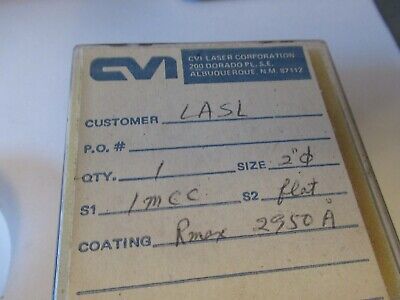 CVI
CVI LASER CORPORATION
200 DORADO PL. S.E.
ALBUQUERQUE, N.M. 87112
CUSTOMER LASL
P.O. #
QTY. 1 SIZE 2"ϕ
S1 1mCC S2 flat
COATING Rmax 2950 Å